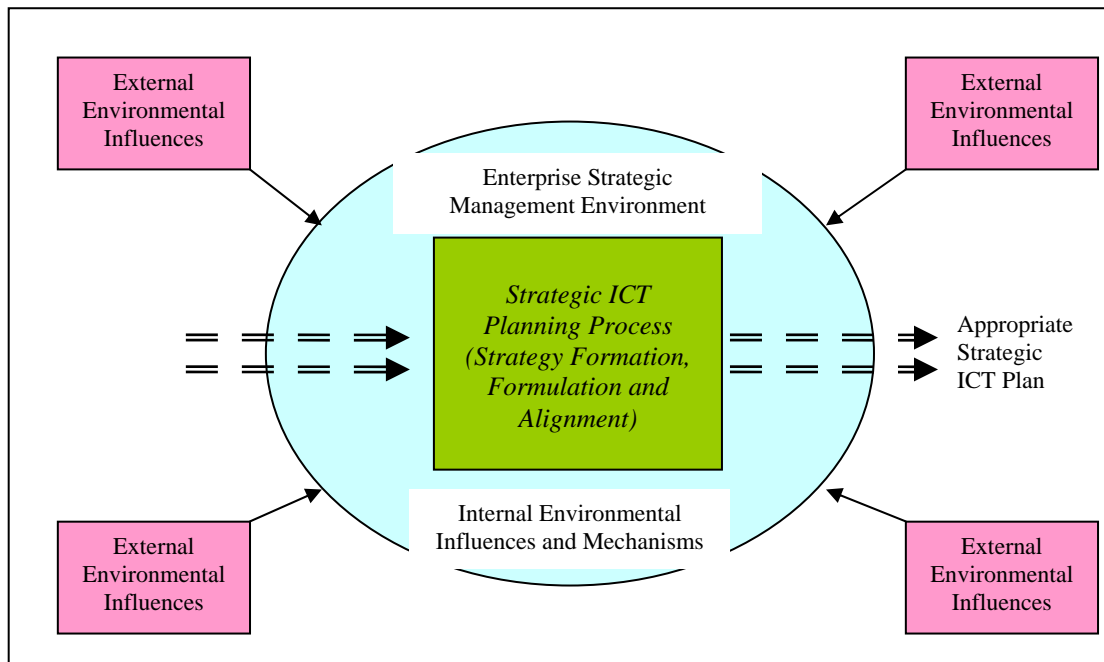 External
Environmental
Influences
External
Environmental
Influences
Enterprise Strategic
Management Environment
Strategic ICT
Planning Process
(Strategy Formation,
Formulation and
Alignment)
Appropriate
Strategic
ICT Plan
Internal Environmental
Influences and Mechanisms
External
Environmental
Influences
External
Environmental
Influences